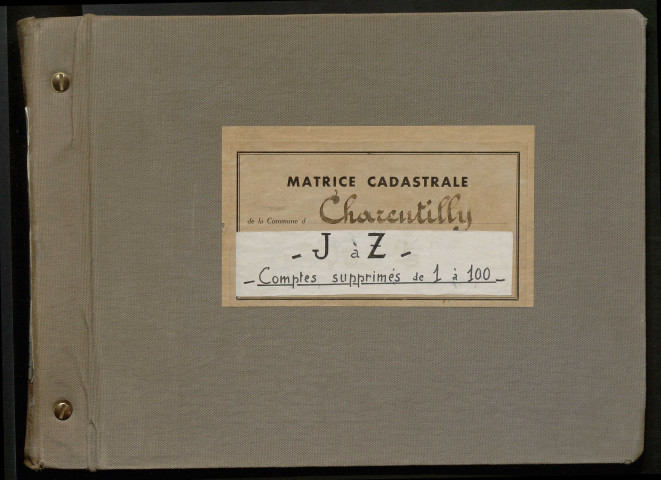 MATRICE CADASTRALE
de la Commune d Charentilly
- J à Z -
- Comptes supprimés de 1 à 100 -